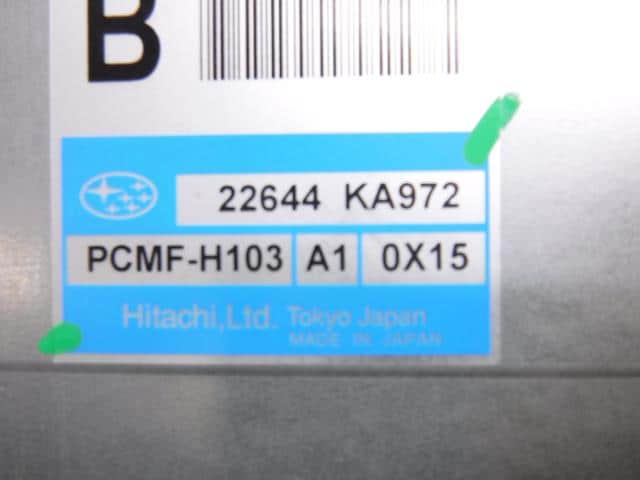 B
22644 KA972
PCMF-H103 A1 0X15
Hitachi,Ltd. Tokyo Japan
MADE IN JAPAN